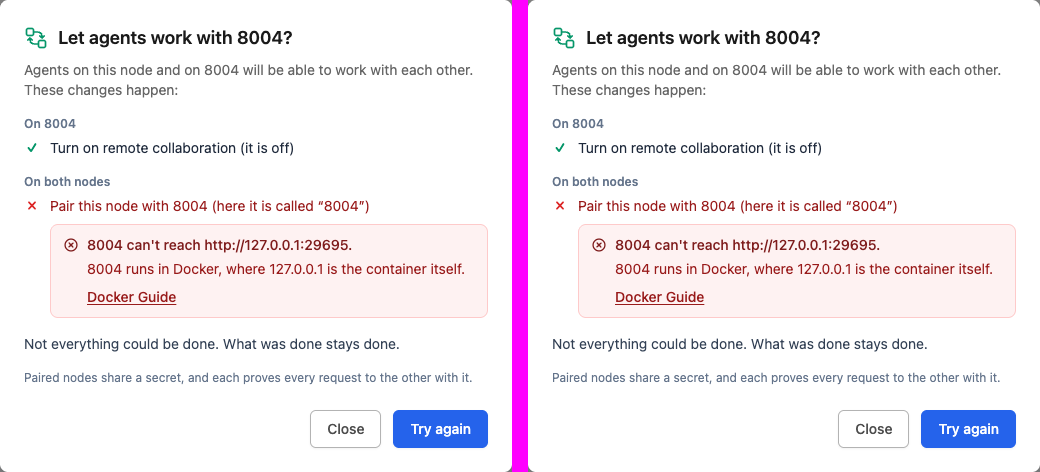 Let agents work with 8004?
Agents on this node and on 8004 will be able to work with each other.
These changes happen:
On 8004
Turn on remote collaboration (it is off)
On both nodes
Pair this node with 8004 (here it is called “8004”)
8004 can't reach http://127.0.0.1:29695.
8004 runs in Docker, where 127.0.0.1 is the container itself.
Docker Guide
Not everything could be done. What was done stays done.
Paired nodes share a secret, and each proves every request to the other with it.
Close
Try again
Let agents work with 8004?
Agents on this node and on 8004 will be able to work with each other.
These changes happen:
On 8004
Turn on remote collaboration (it is off)
On both nodes
Pair this node with 8004 (here it is called “8004”)
8004 can't reach http://127.0.0.1:29695.
8004 runs in Docker, where 127.0.0.1 is the container itself.
Docker Guide
Not everything could be done. What was done stays done.
Paired nodes share a secret, and each proves every request to the other with it.
Close
Try again